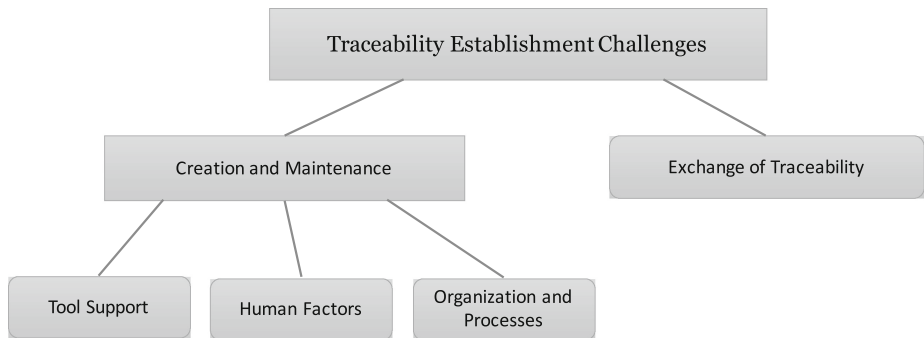 Traceability Establishment Challenges
Creation and Maintenance
Exchange of Traceability
Tool Support
Human Factors
Organization and
Processes